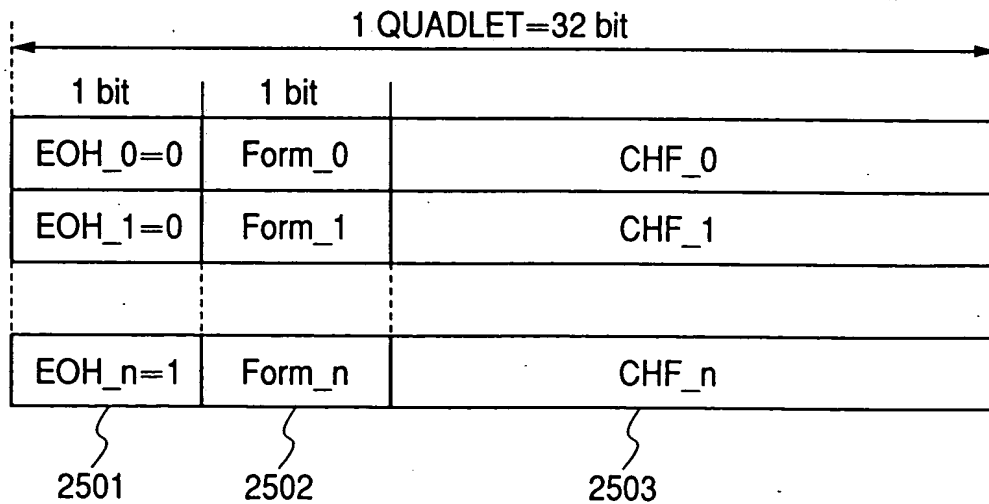 1 QUADLET=32 bit
1 bit 1 bit
EOH_0=0 Form_0 CHF_0
EOH_1=0 Form_1 CHF_1
EOH_n=1 Form_n CHF_n
2501 2502 2503